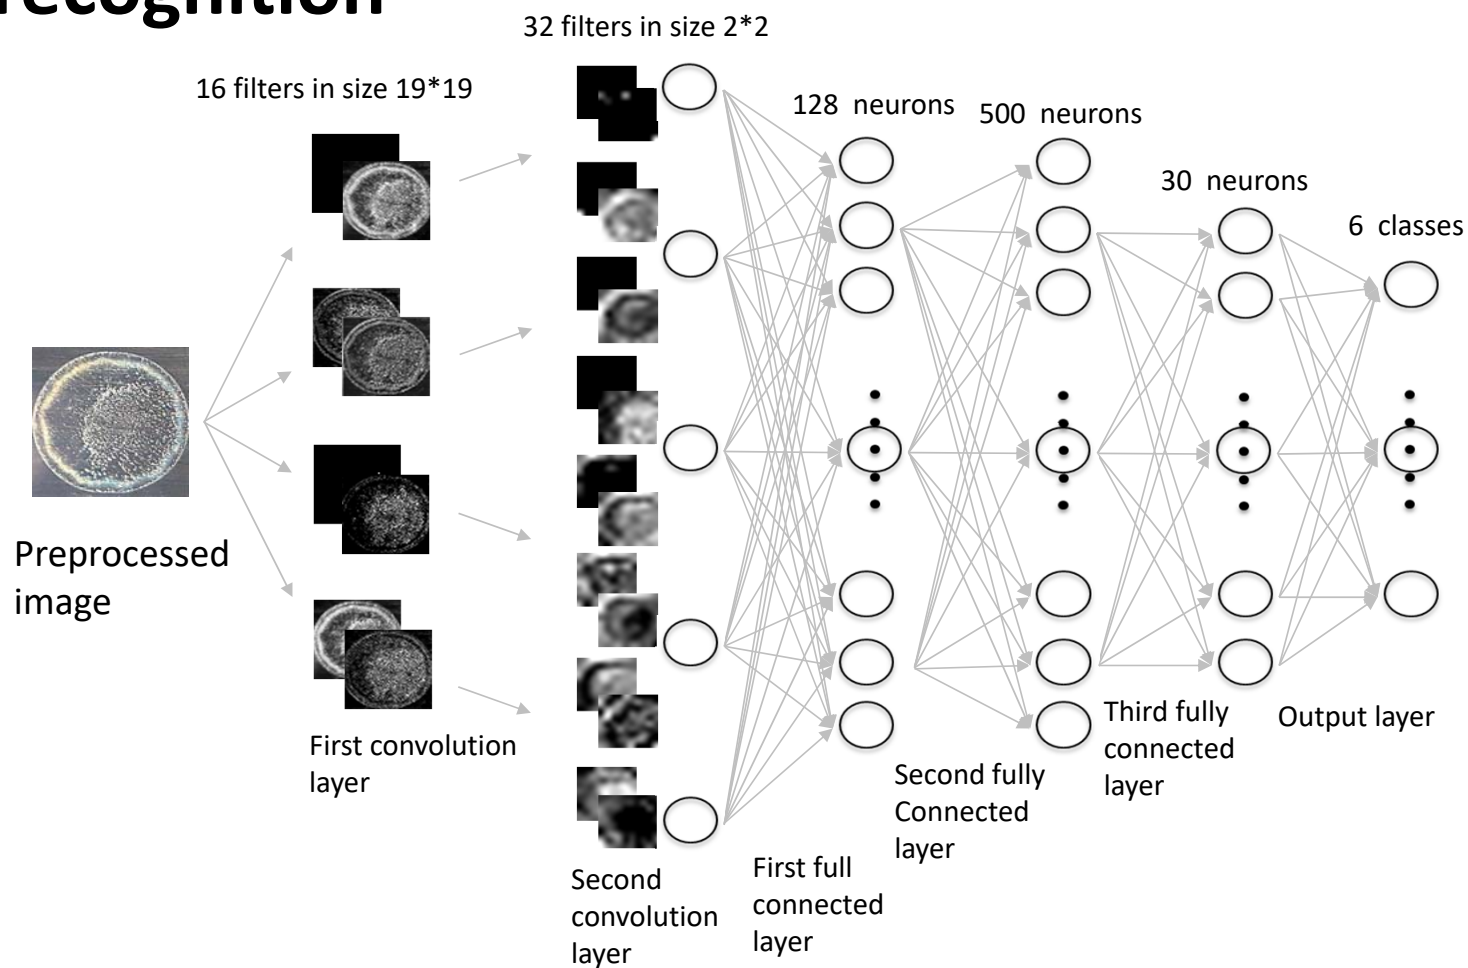 recognition
32 filters in size 2*2
16 filters in size 19*19
128  neurons
500  neurons
30  neurons
6  classes
Preprocessed
image
First convolution
layer
Second
convolution
layer
First full
connected
layer
Second fully
Connected
layer
Third fully
connected
layer
Output layer